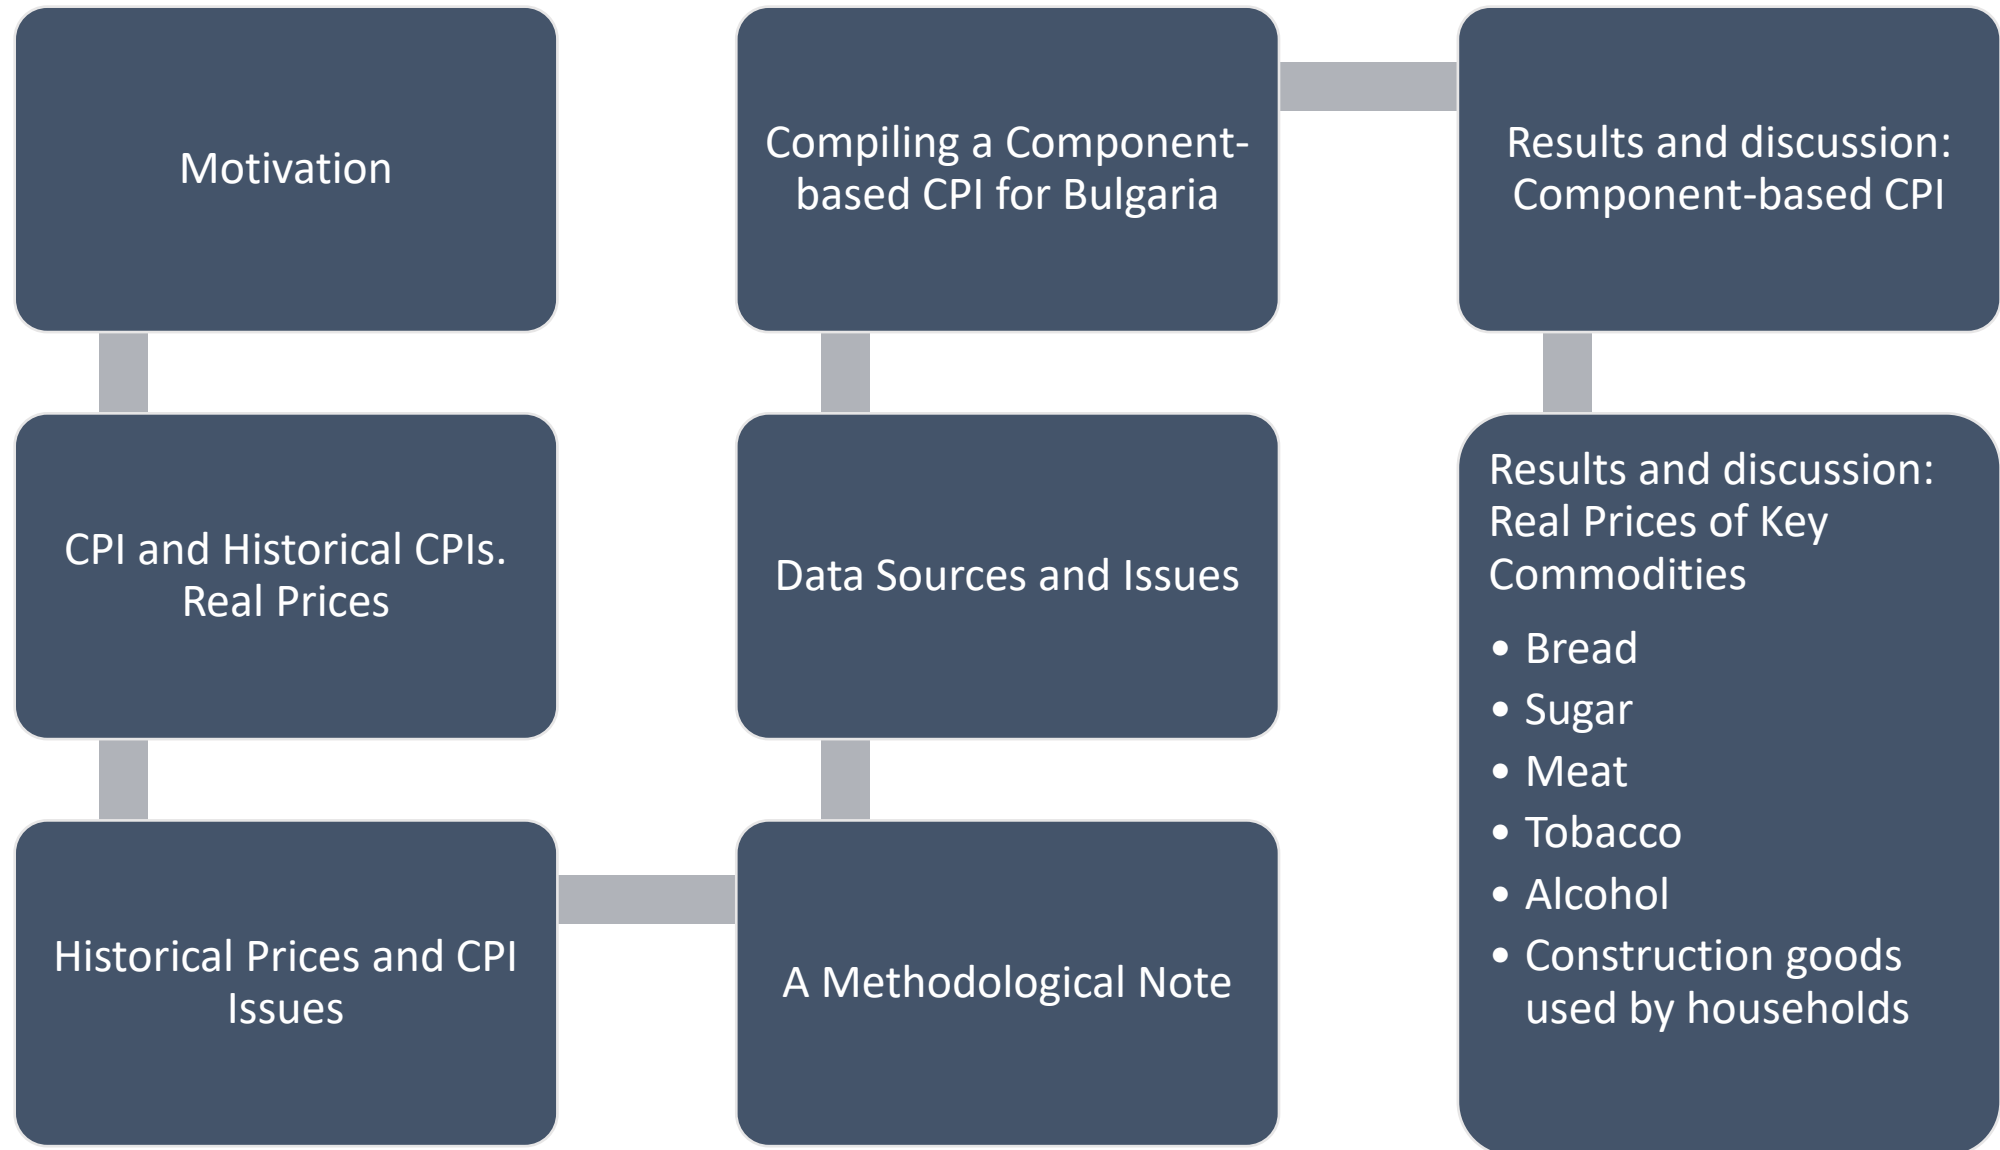 Motivation
CPI and Historical CPIs.
Real Prices
Historical Prices and CPI
Issues
A Methodological Note
Data Sources and Issues
Compiling a Component-
based CPI for Bulgaria
Results and discussion:
Component-based CPI
Results and discussion:
Real Prices of Key
Commodities
• Bread
• Sugar
• Meat
• Tobacco
• Alcohol
• Construction goods
used by households